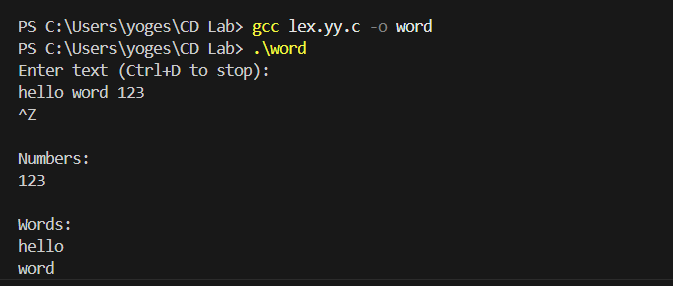 PS C:\Users\yoges\CD Lab> gcc lex.yy.c -o word
PS C:\Users\yoges\CD Lab> .\word
Enter text (Ctrl+D to stop):
hello word 123
^Z
Numbers:
123
Words:
hello
word